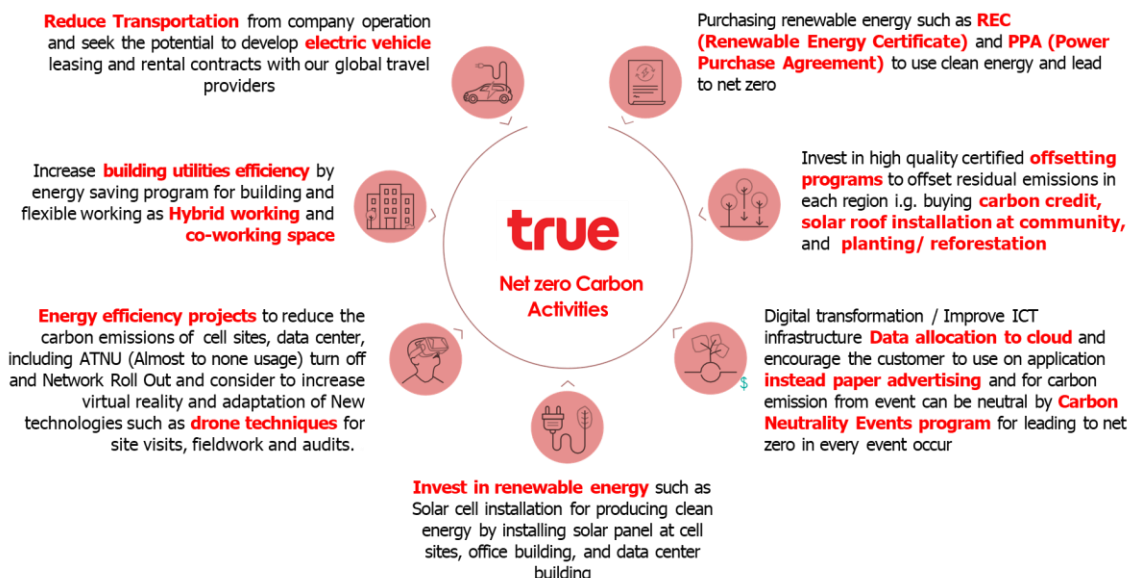 Reduce Transportation from company operation
and seek the potential to develop electric vehicle
leasing and rental contracts with our global travel
providers
Purchasing renewable energy such as REC
(Renewable Energy Certificate) and PPA (Power
Purchase Agreement) to use clean energy and lead
to net zero
Increase building utilities efficiency by
energy saving program for building and
flexible working as Hybrid working and
co-working space
Invest in high quality certified offsetting
programs to offset residual emissions in
each region i.g. buying carbon credit,
solar roof installation at community,
and planting/ reforestation
true
Net zero Carbon
Activities
Energy efficiency projects to reduce the
carbon emissions of cell sites, data center,
including ATNU (Almost to none usage) turn off
and Network Roll Out and consider to increase
virtual reality and adaptation of New
technologies such as drone techniques for
site visits, fieldwork and audits.
Digital transformation / Improve ICT
infrastructure Data allocation to cloud and
encourage the customer to use on application
instead paper advertising and for carbon
emission from event can be neutral by Carbon
Neutrality Events program for leading to net
zero in every event occur
$
Invest in renewable energy such as
Solar cell installation for producing clean
energy by installing solar panel at cell
sites, office building, and data center
building